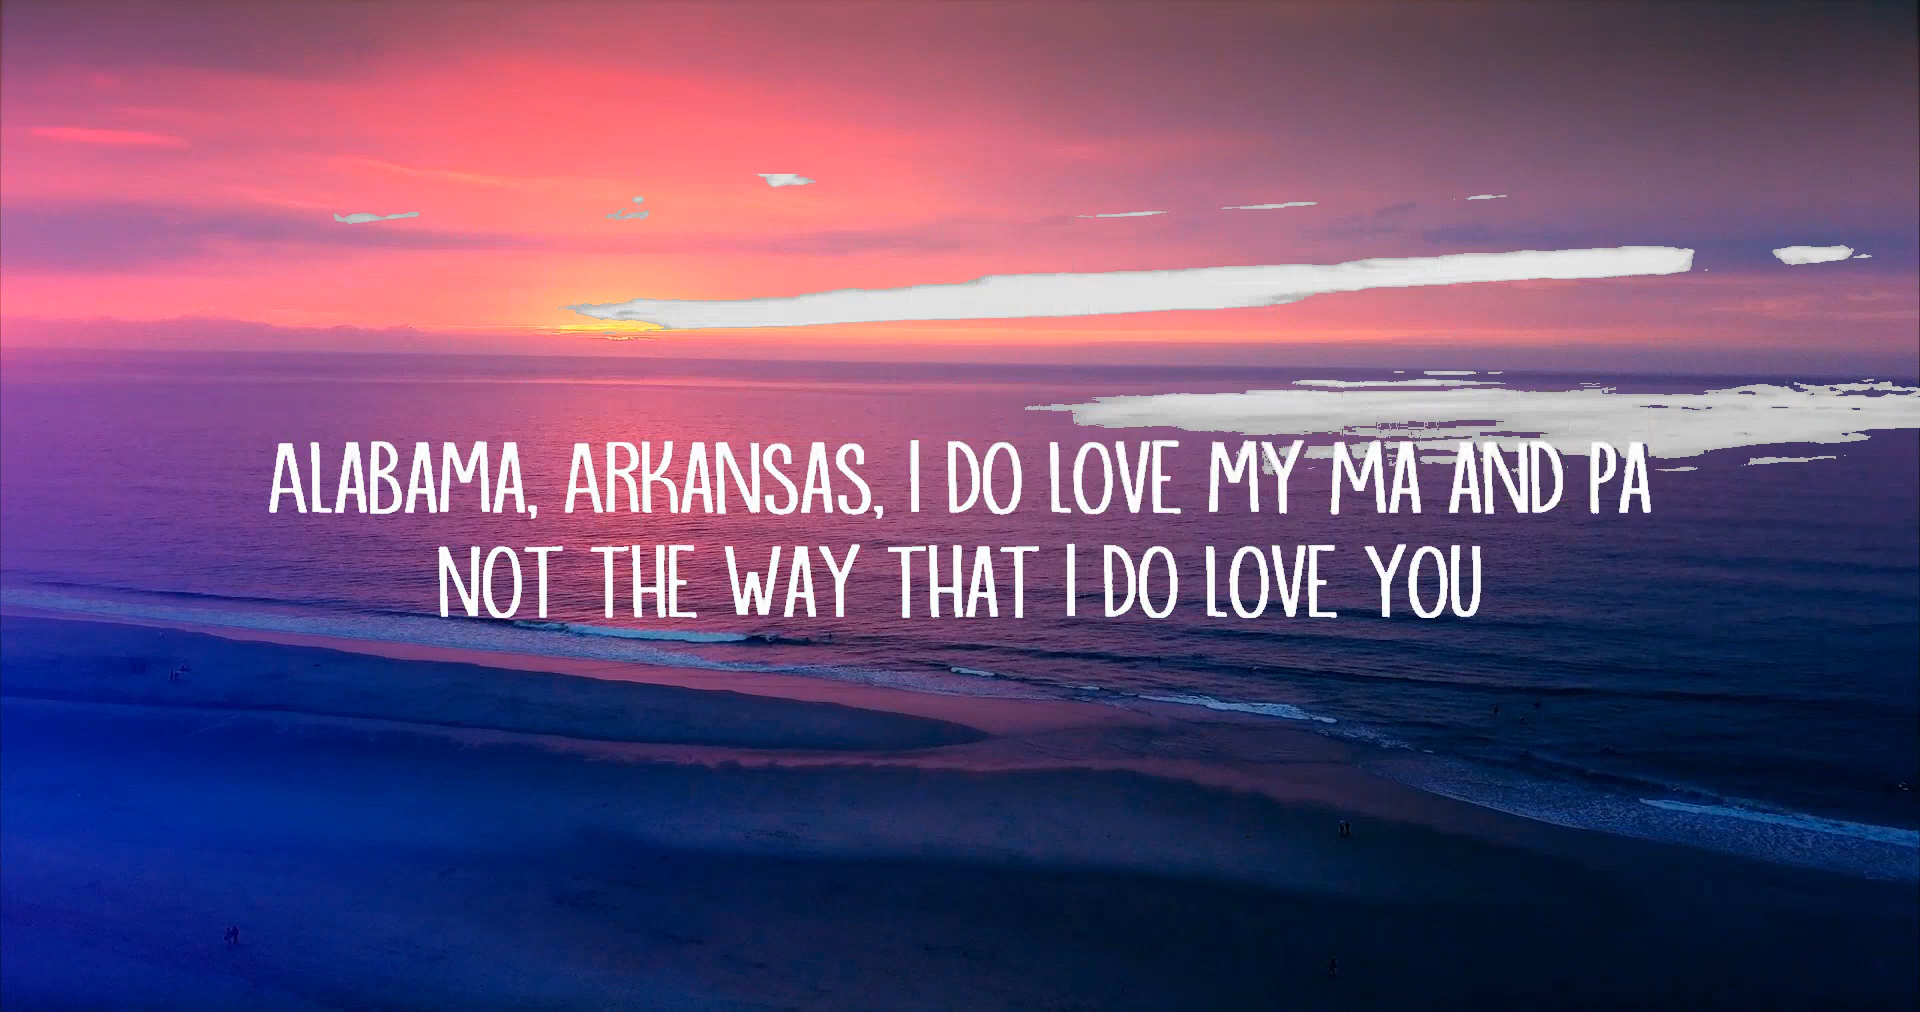 ALABAMA, ARKANSAS, I DO LOVE MY MA AND PA
NOT THE WAY THAT I DO LOVE YOU